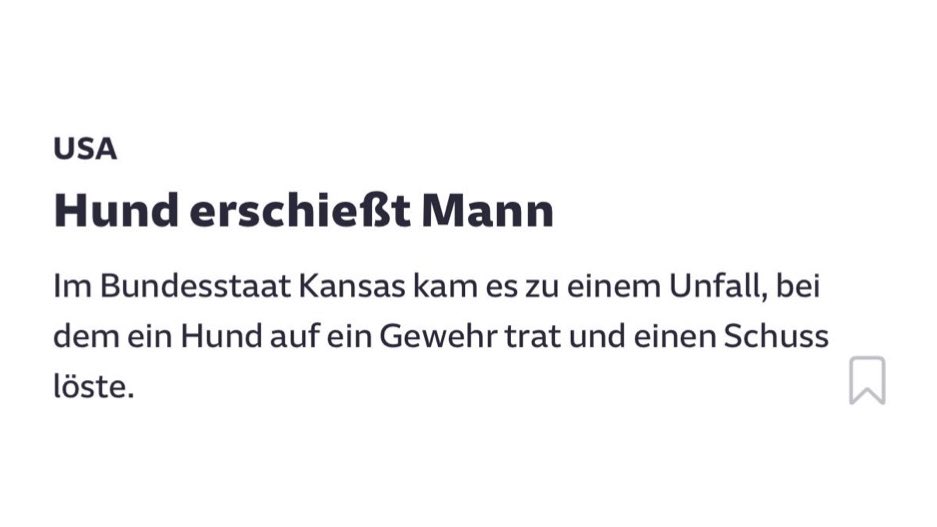 USA
Hund erschießt Mann
Im Bundesstaat Kansas kam es zu einem Unfall, bei
dem ein Hund auf ein Gewehr trat und einen Schuss
löste.